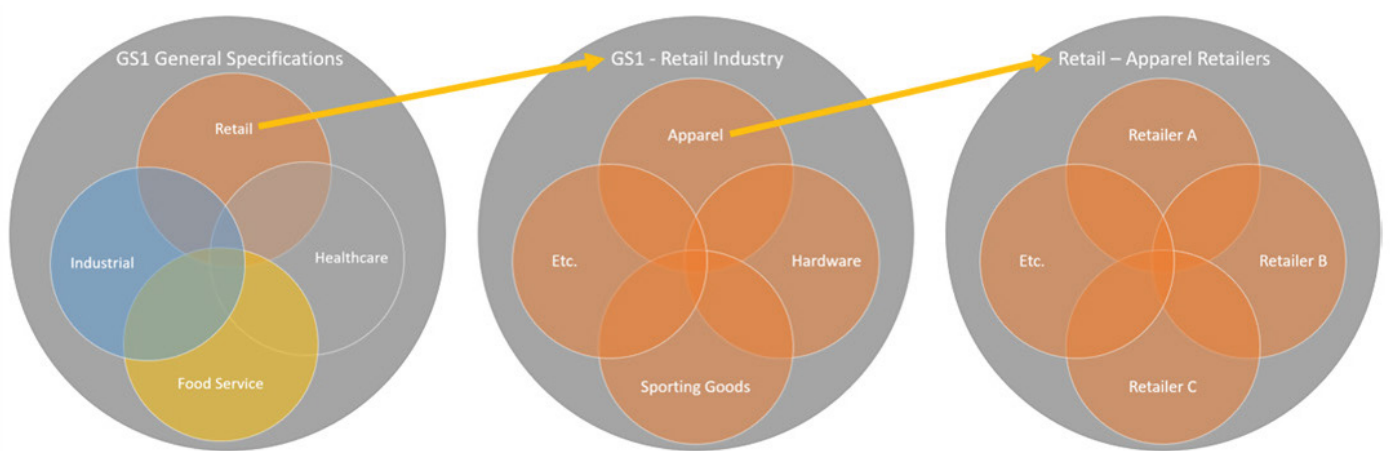 GS1 General Specifications
Retail
Industrial
Healthcare
Food Service
GS1 - Retail Industry
Apparel
Etc.
Hardware
Sporting Goods
Retail – Apparel Retailers
Retailer A
Etc.
Retailer B
Retailer C